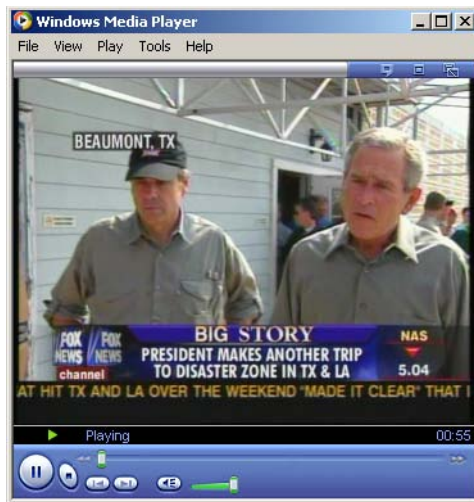 Windows Media Player
File View Play Tools Help
BEAUMONT, TX
BIG STORY
FOX NEWS FOX NEWS
channel
PRESIDENT MAKES ANOTHER TRIP
TO DISASTER ZONE IN TX & LA
NAS
5.04
AT HIT TX AND LA OVER THE WEEKEND "MADE IT CLEAR" THAT
Playing 00:55